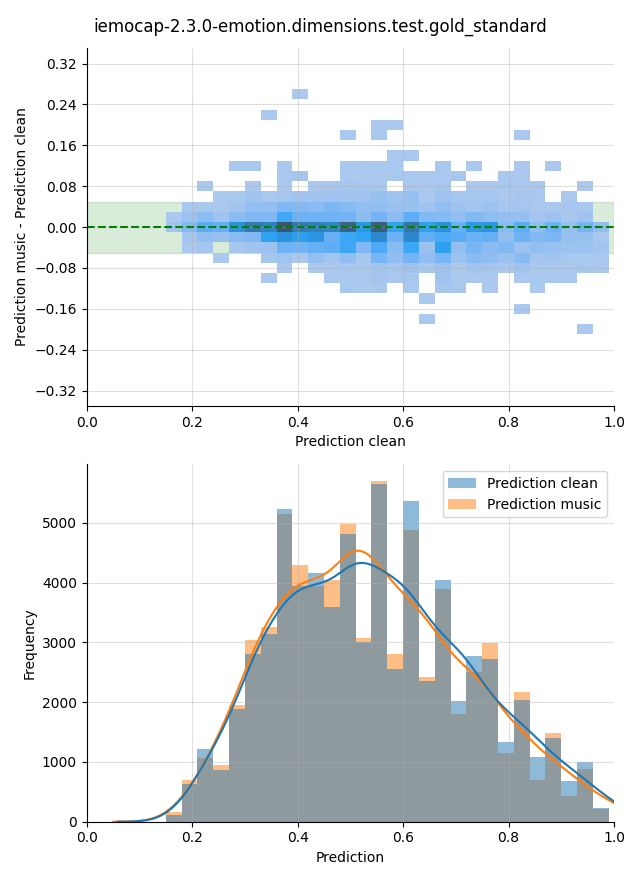 iemocap-2.3.0-emotion.dimensions.test.gold_standard
0.32
0.24
0.16
0.08
0.00
−0.08
−0.16
−0.24
−0.32
Prediction music - Prediction clean
0.0 0.2 0.4 0.6 0.8 1.0
Prediction clean
Prediction clean
Prediction music
5000
4000
3000
2000
1000
0
Frequency
0.0 0.2 0.4 0.6 0.8 1.0
Prediction